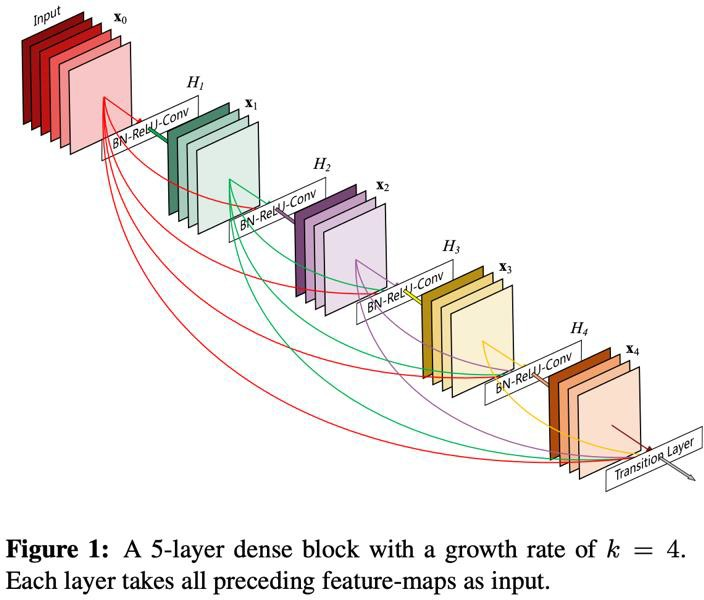 Input
x0
H1
BN-ReLU-Conv
x1
H2
BN-ReLU-Conv
x2
H3
BN-ReLU-Conv
x3
H4
BN-ReLU-Conv
x4
Transition Layer
Figure 1: A 5-layer dense block with a growth rate of k = 4.
Each layer takes all preceding feature-maps as input.